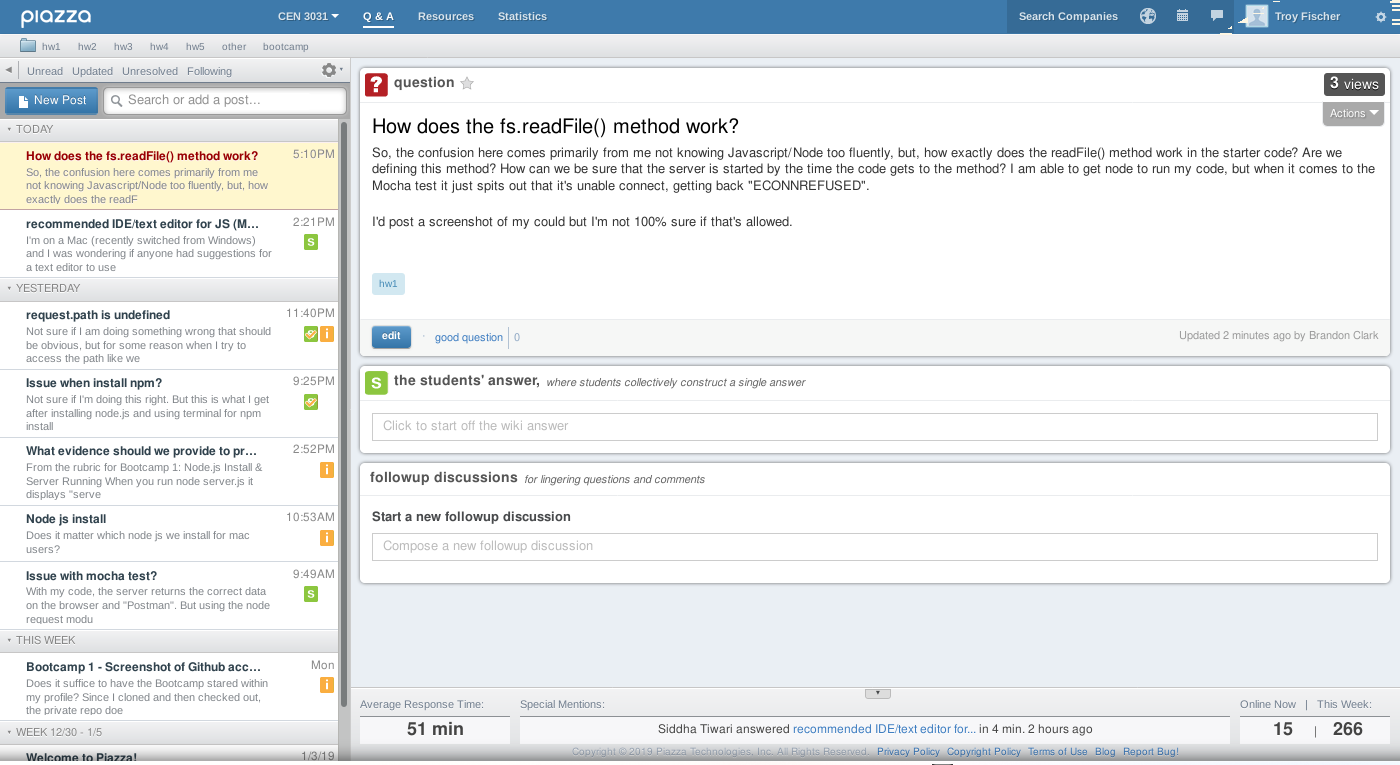 piazza
CEN 3031
Q & A
Resources
Statistics
Search Companies
Troy Fischer
hw1 hw2 hw3 hw4 hw5 other bootcamp
Unread Updated Unresolved Following
New Post
Search or add a post...
TODAY
How does the fs.readFile() method work? 5:10PM
So, the confusion here comes primarily from me
not knowing Javascript/Node too fluently, but, how
exactly does the readF
recommended IDE/text editor for JS (M... 2:21PM
I'm on a Mac (recently switched from Windows)
and I was wondering if anyone had suggestions for
a text editor to use
S
YESTERDAY
request.path is undefined 11:40PM
Not sure if I am doing something wrong that should
be obvious, but for some reason when I try to
access the path like we
i
Issue when install npm? 9:25PM
Not sure if I'm doing this right. But this is what I get
after installing node.js and using terminal for npm
install
What evidence should we provide to pr... 2:52PM
From the rubric for Bootcamp 1: Node.js Install &
Server Running When you run node server.js it
displays "serve
i
Node js install 10:53AM
Does it matter which node js we install for mac
users?
i
Issue with mocha test? 9:49AM
With my code, the server returns the correct data
on the browser and "Postman". But using the node
request modu
S
THIS WEEK
Bootcamp 1 - Screenshot of Github acc... Mon
Does it suffice to have the Bootcamp stared within
my profile? Since I cloned and then checked out,
the private repo doe
i
WEEK 12/30 - 1/5
Welcome to Piazza! 1/3/19
? question
3 views
Actions
How does the fs.readFile() method work?
So, the confusion here comes primarily from me not knowing Javascript/Node too fluently, but, how exactly does the readFile() method work in the starter code? Are we
defining this method? How can we be sure that the server is started by the time the code gets to the method? I am able to get node to run my code, but when it comes to the
Mocha test it just spits out that it's unable connect, getting back "ECONNREFUSED".
I'd post a screenshot of my could but I'm not 100% sure if that's allowed.
hw1
edit · good question | 0
Updated 2 minutes ago by Brandon Clark
S the students' answer, where students collectively construct a single answer
Click to start off the wiki answer
followup discussions for lingering questions and comments
Start a new followup discussion
Compose a new followup discussion
Average Response Time:
51 min
Special Mentions:
Siddha Tiwari answered recommended IDE/text editor for... in 4 min. 2 hours ago
Online Now | This Week:
15 | 266
Copyright © 2019 Piazza Technologies, Inc. All Rights Reserved. Privacy Policy Copyright Policy Terms of Use Blog Report Bug!